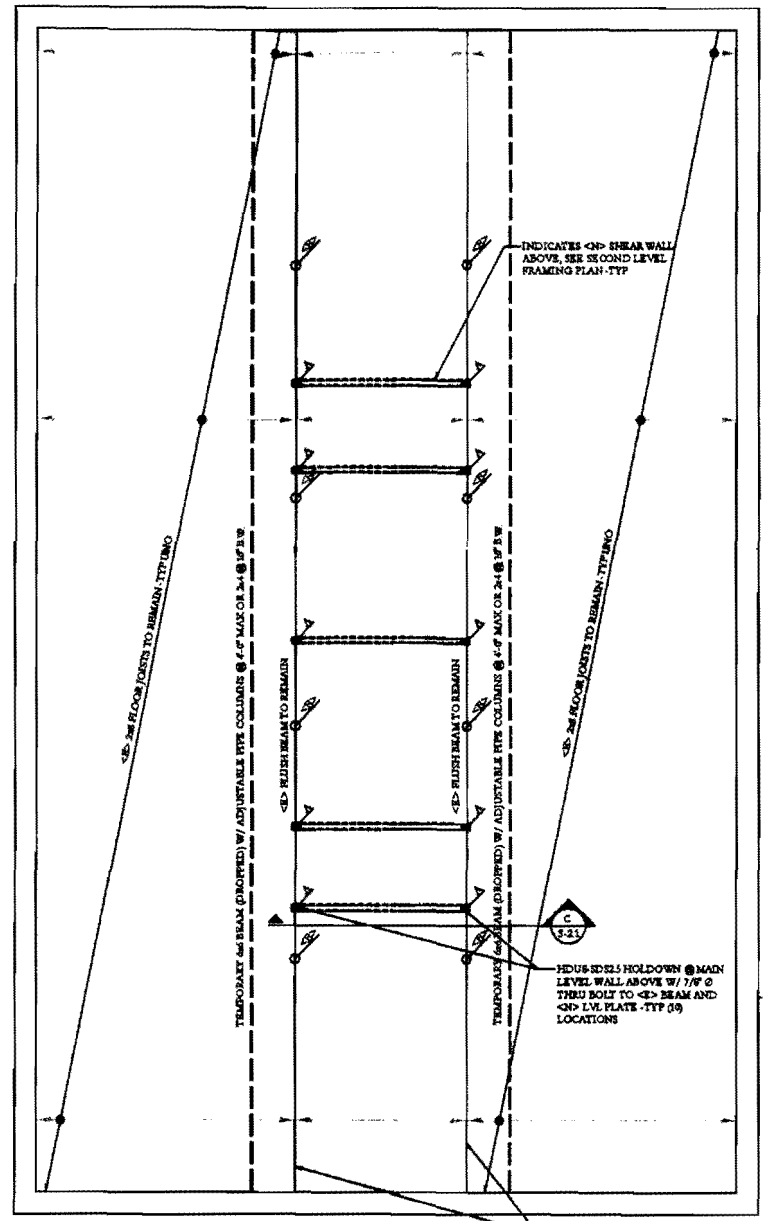 INDICATES <N> SHEAR WALL
ABOVE, SEE SECOND LEVEL
FRAMING PLAN -TYP
<E> 2x8 FLOOR JOISTS TO REMAIN -TYP UNO
TEMPORARY 6x6 BEAM (DROPPED) W/ ADJUSTABLE PIPE COLUMNS @ 4'-0" MAX OR 2x4 @ 16" B.W.
<E> FLUSH BEAM TO REMAIN
<E> FLUSH BEAM TO REMAIN
TEMPORARY 6x6 BEAM (DROPPED) W/ ADJUSTABLE PIPE COLUMNS @ 4'-0" MAX OR 2x4 @ 16" B.W.
<E> 2x8 FLOOR JOISTS TO REMAIN -TYP UNO
C
S-21
HDU8-SDS2.5 HOLDOWN @ MAIN
LEVEL WALL ABOVE W/ 7/8" Ø
THRU BOLT TO <E> BEAM AND
<N> LVL PLATE -TYP (10)
LOCATIONS